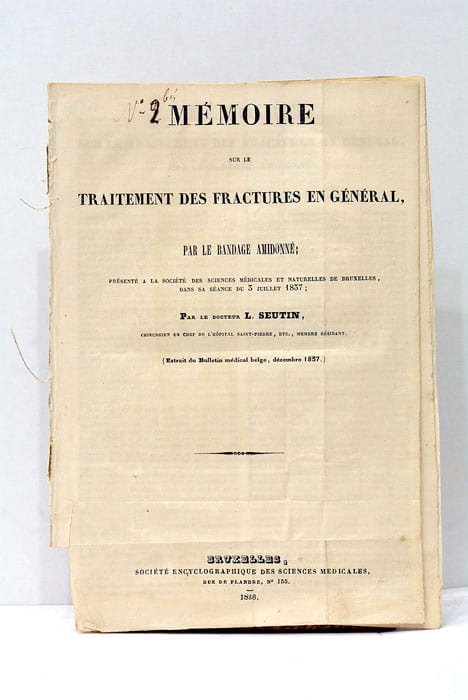 N° 2 bis
MÉMOIRE
SUR LE
TRAITEMENT DES FRACTURES EN GÉNÉRAL,
PAR LE BANDAGE AMIDONNÉ;
PRÉSENTÉ A LA SOCIÉTÉ DES SCIENCES MÉDICALES ET NATURELLES DE BRUXELLES,
DANS SA SÉANCE DU 3 JUILLET 1837;
PAR LE DOCTEUR L. SEUTIN,
CHIRURGIEN EN CHEF DE L'HÔPITAL SAINT-PIERRE, ETC., MEMBRE RÉSIDANT.
(Extrait du Bulletin médical belge, décembre 1837.)
BRUXELLES,
SOCIÉTÉ ENCYCLOGRAPHIQUE DES SCIENCES MEDICALES,
RUE DE FLANDRE, N° 155.
1838.